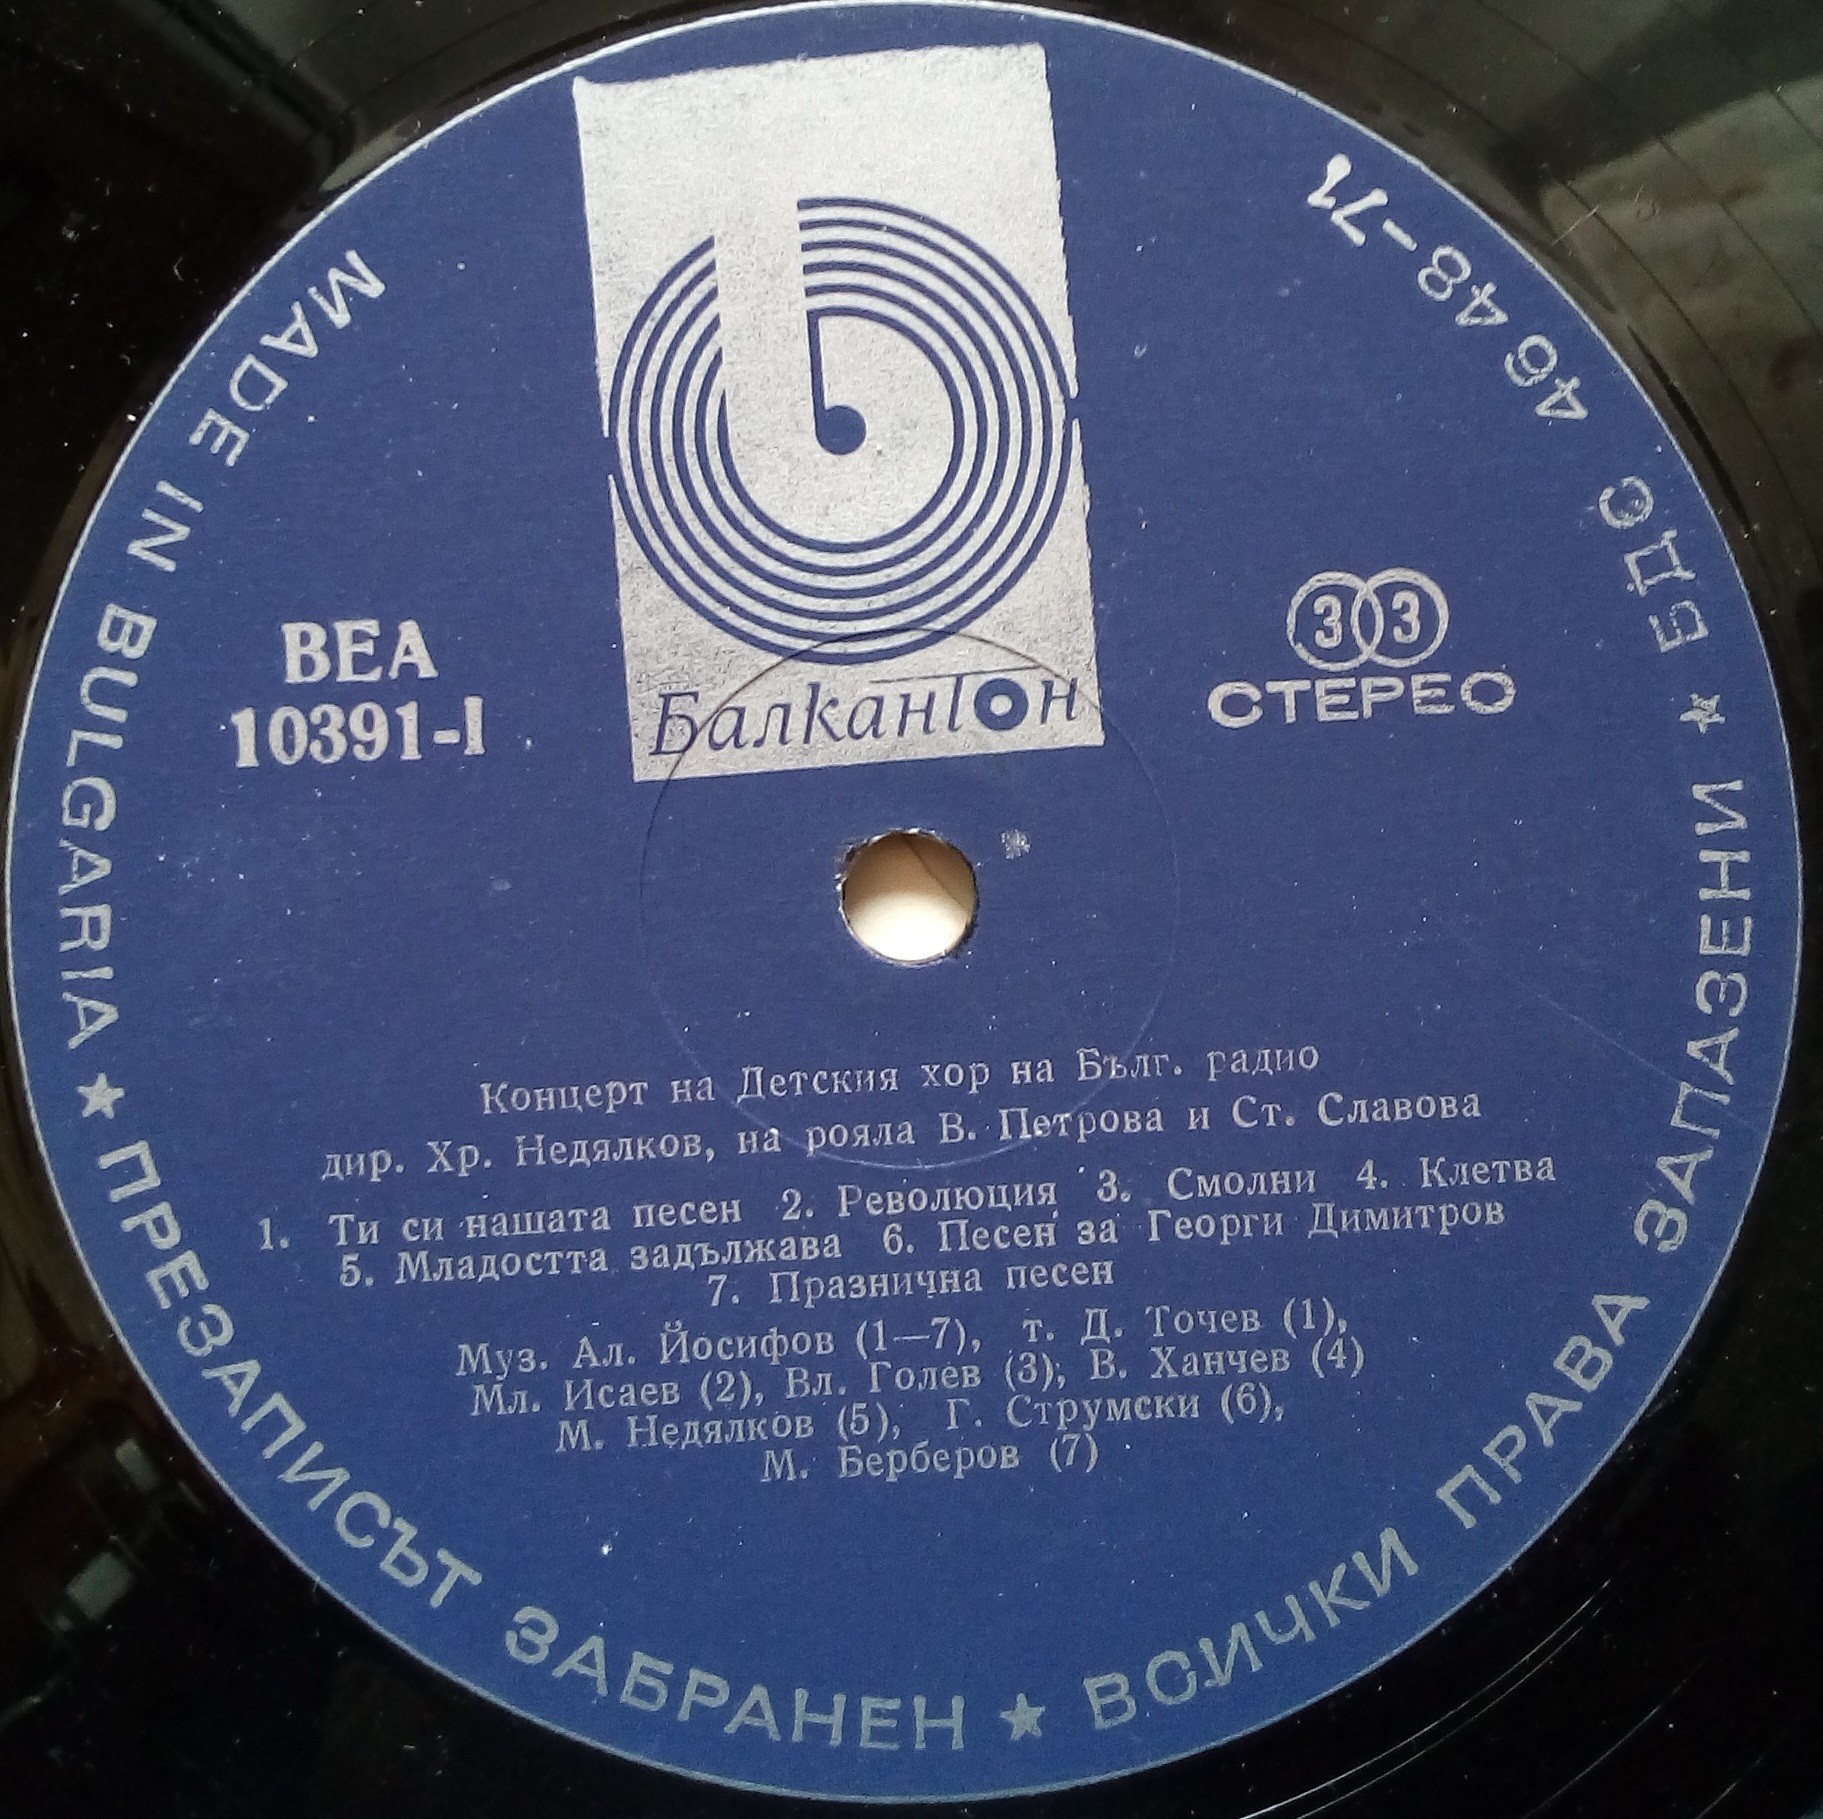 Балкантон
ВЕА
10391-I
33
СТЕРЕО
Концерт на Детския хор на Бълг. радио
дир. Хр. Недялков, на рояла В. Петрова и Ст. Славова
1. Ти си нашата песен 2. Революция 3. Смолни 4. Клетва
5. Младостта задължава 6. Песен за Георги Димитров
7. Празнична песен
Муз. Ал. Йосифов (1—7), т. Д. Точев (1),
Мл. Исаев (2), Вл. Голев (3), В. Ханчев (4)
М. Недялков (5), Г. Струмски (6),
М. Берберов (7)
MADE IN BULGARIA ★ ПРЕЗАПИСЪТ ЗАБРАНЕН ★ ВСИЧКИ ПРАВА ЗАПАЗЕНИ ★ БДС 4648-71